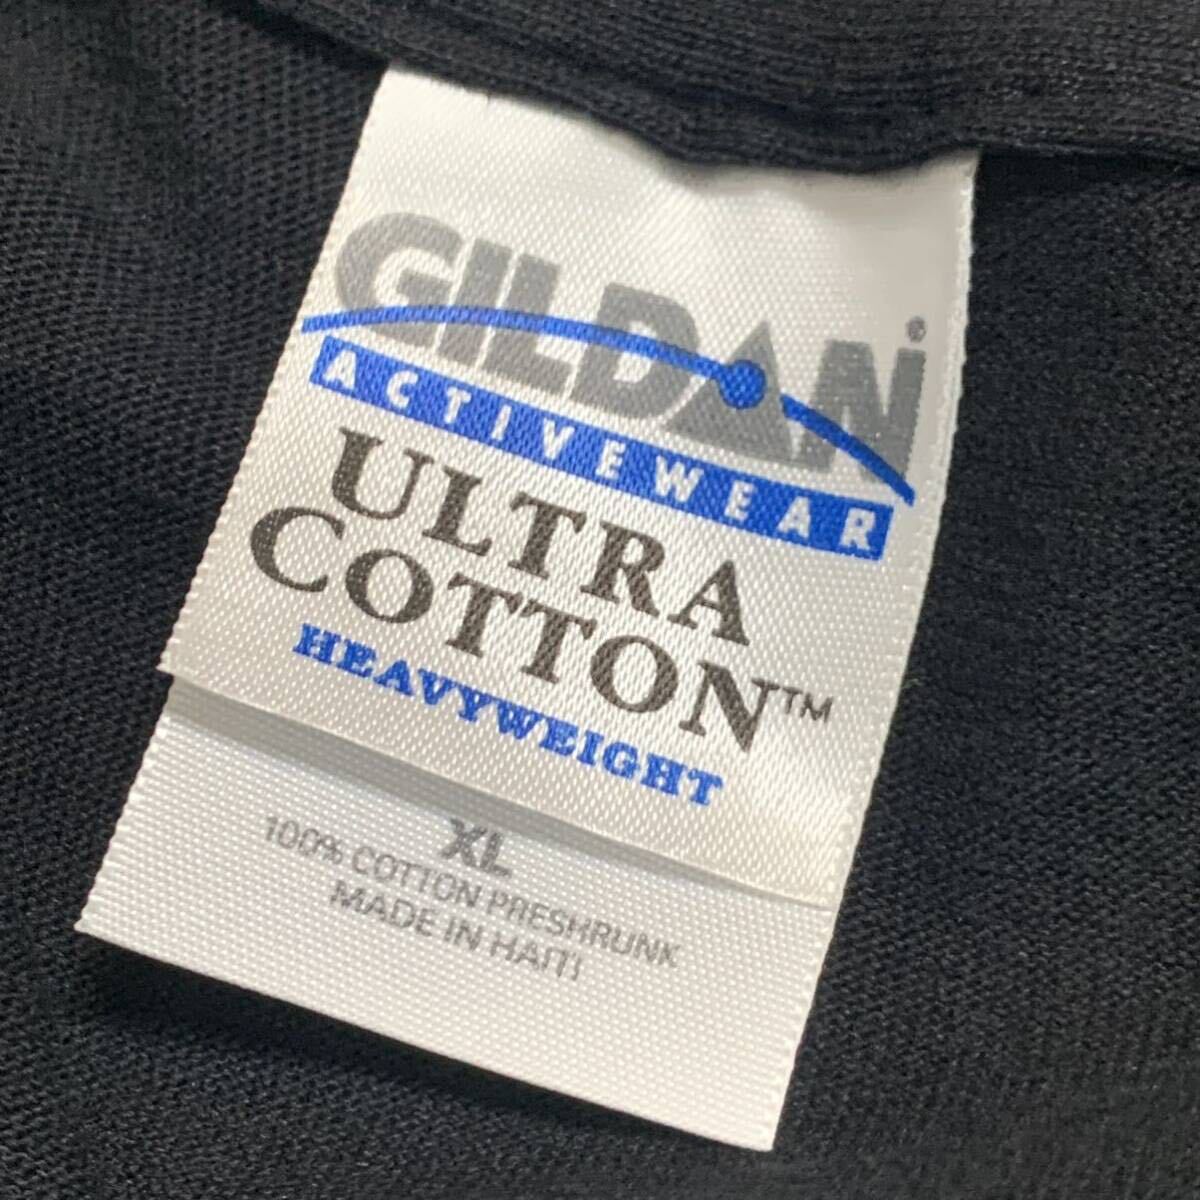 GILDAN®
ACTIVEWEAR
ULTRA
COTTON™
HEAVYWEIGHT
XL
100% COTTON PRESHRUNK
MADE IN HAITI